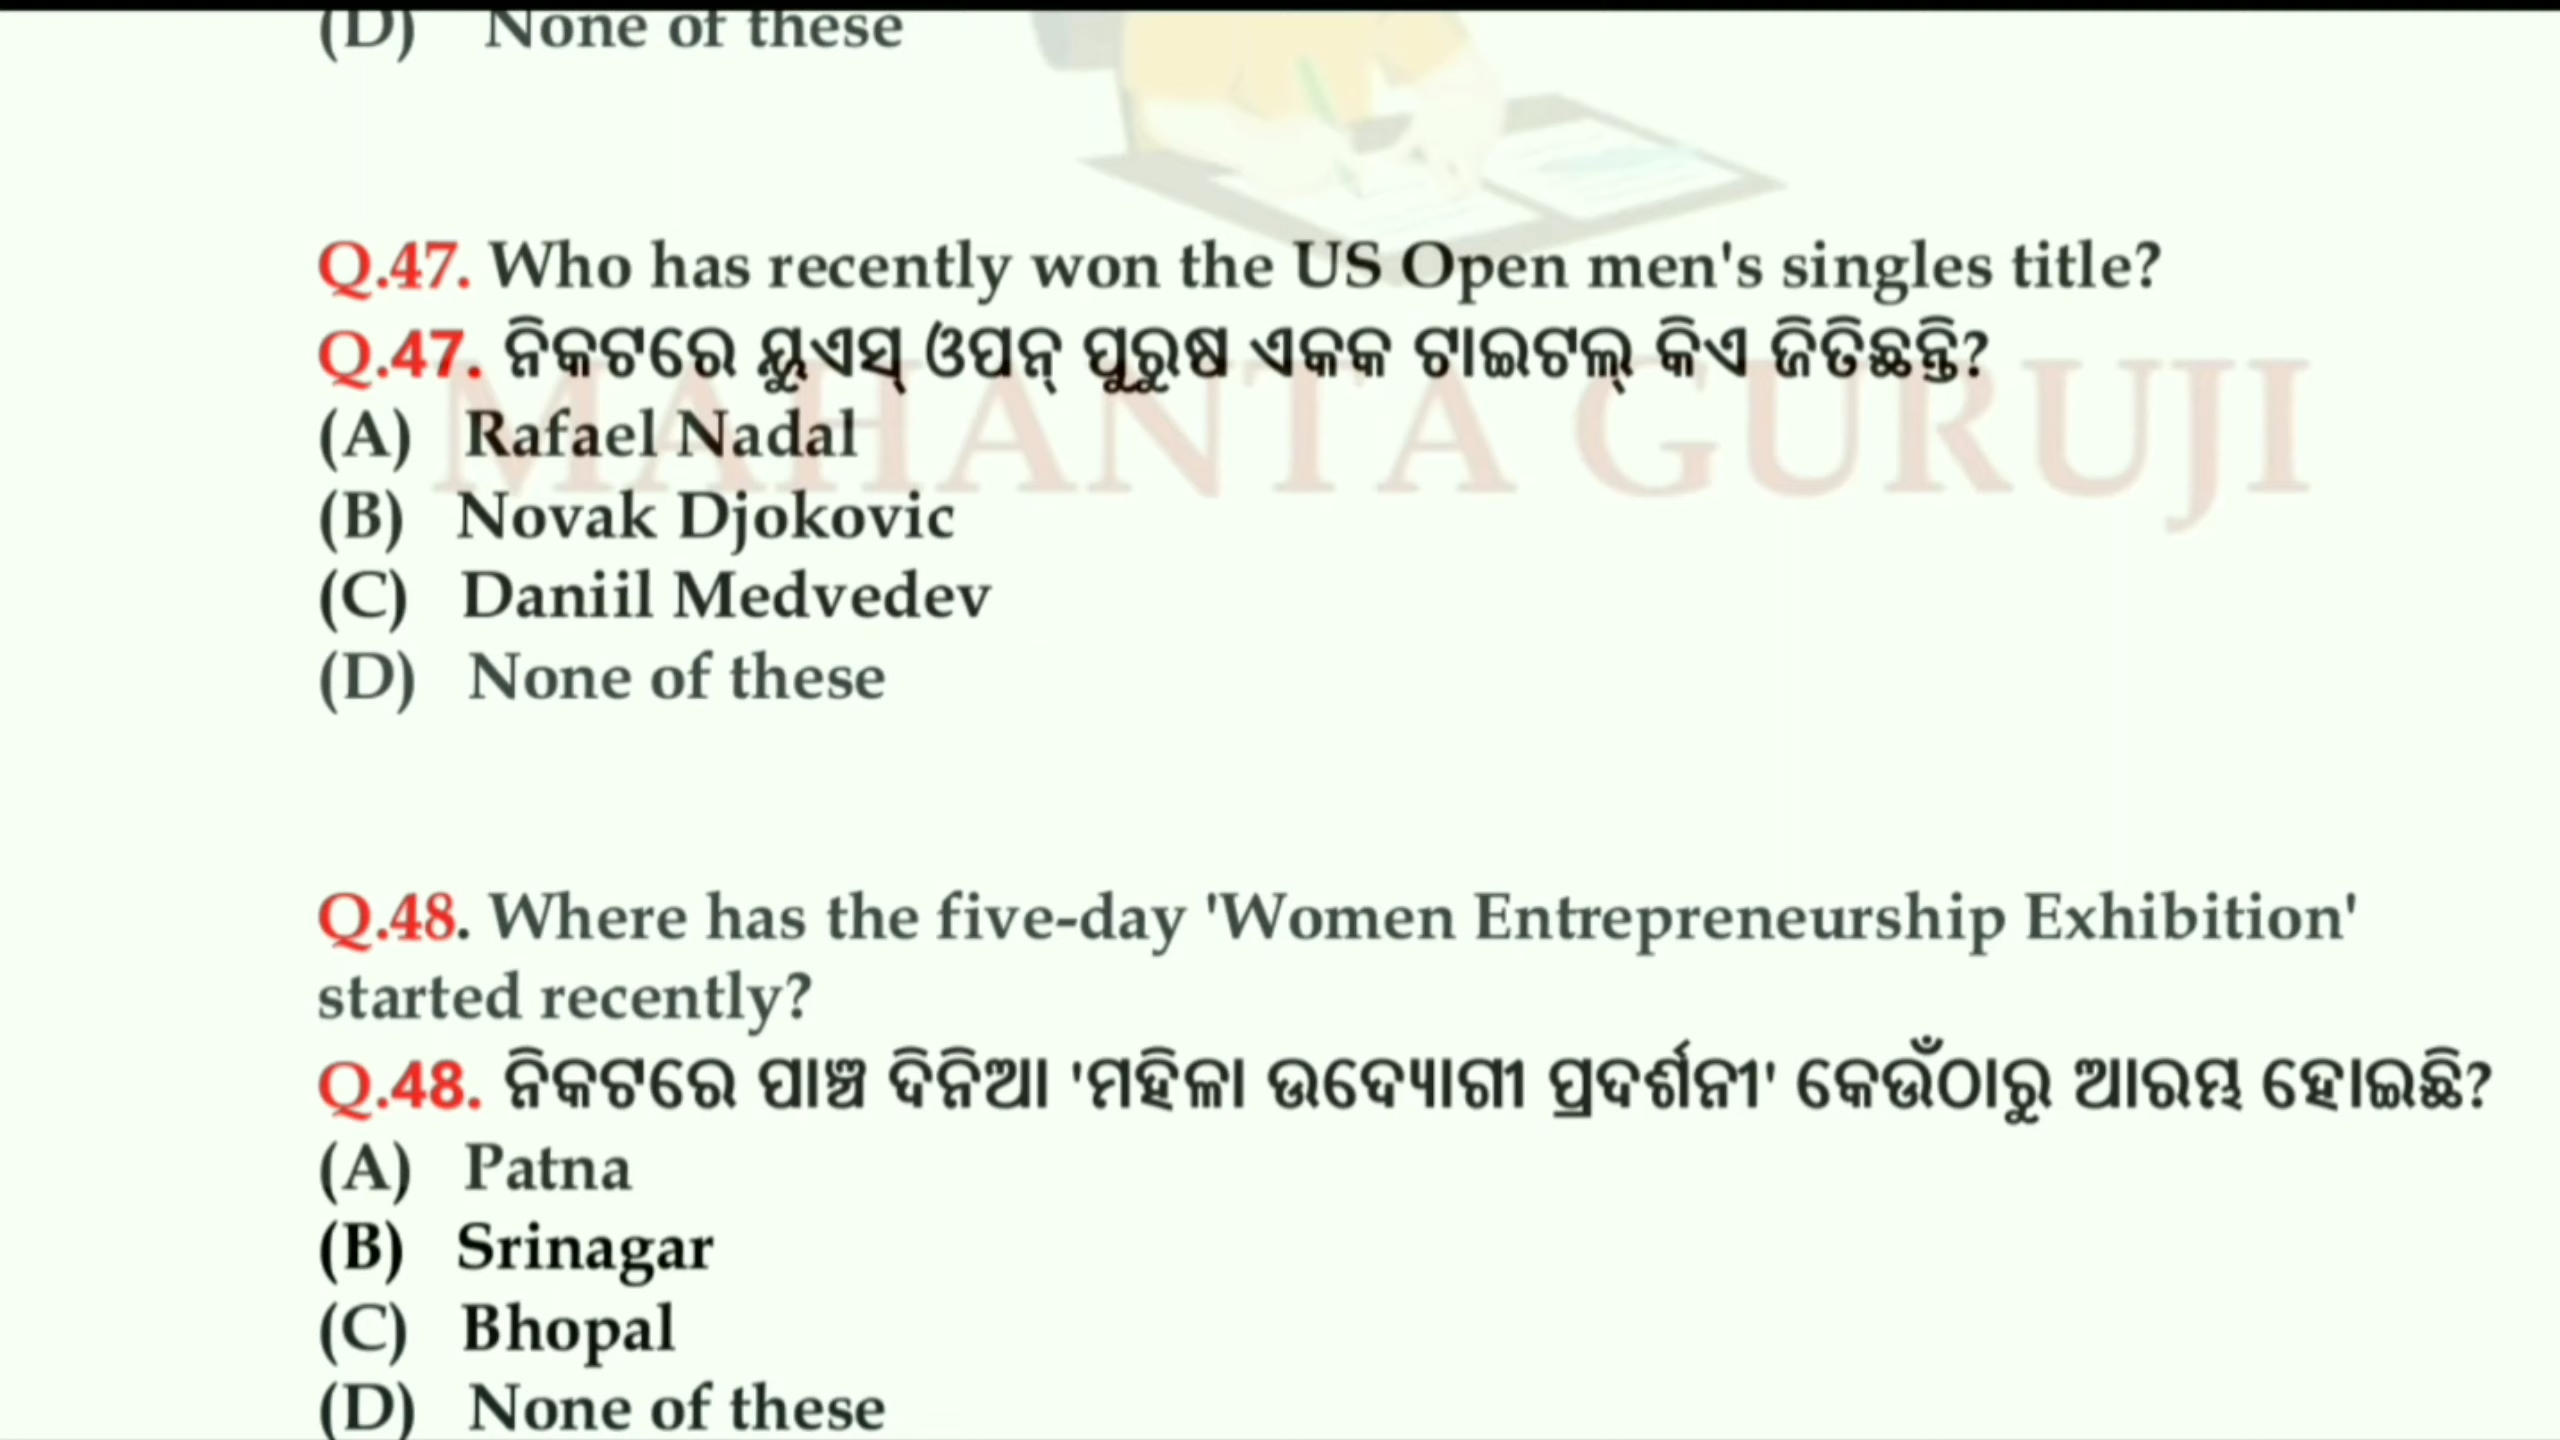 (D) None of these
Q.47. Who has recently won the US Open men's singles title?
Q.47. ନିକଟରେ ୟୁଏସ୍ ଓପନ୍ ପୁରୁଷ ଏକକ ଟାଇଟଲ୍ କିଏ ଜିତିଛନ୍ତି?
MAHANTA GURUJI
(A) Rafael Nadal
(B) Novak Djokovic
(C) Daniil Medvedev
(D) None of these
Q.48. Where has the five-day 'Women Entrepreneurship Exhibition'
started recently?
Q.48. ନିକଟରେ ପାଞ୍ଚ ଦିନିଆ 'ମହିଳା ଉଦ୍ୟୋଗୀ ପ୍ରଦର୍ଶନୀ' କେଉଁଠାରୁ ଆରମ୍ଭ ହୋଇଛି?
(A) Patna
(B) Srinagar
(C) Bhopal
(D) None of these